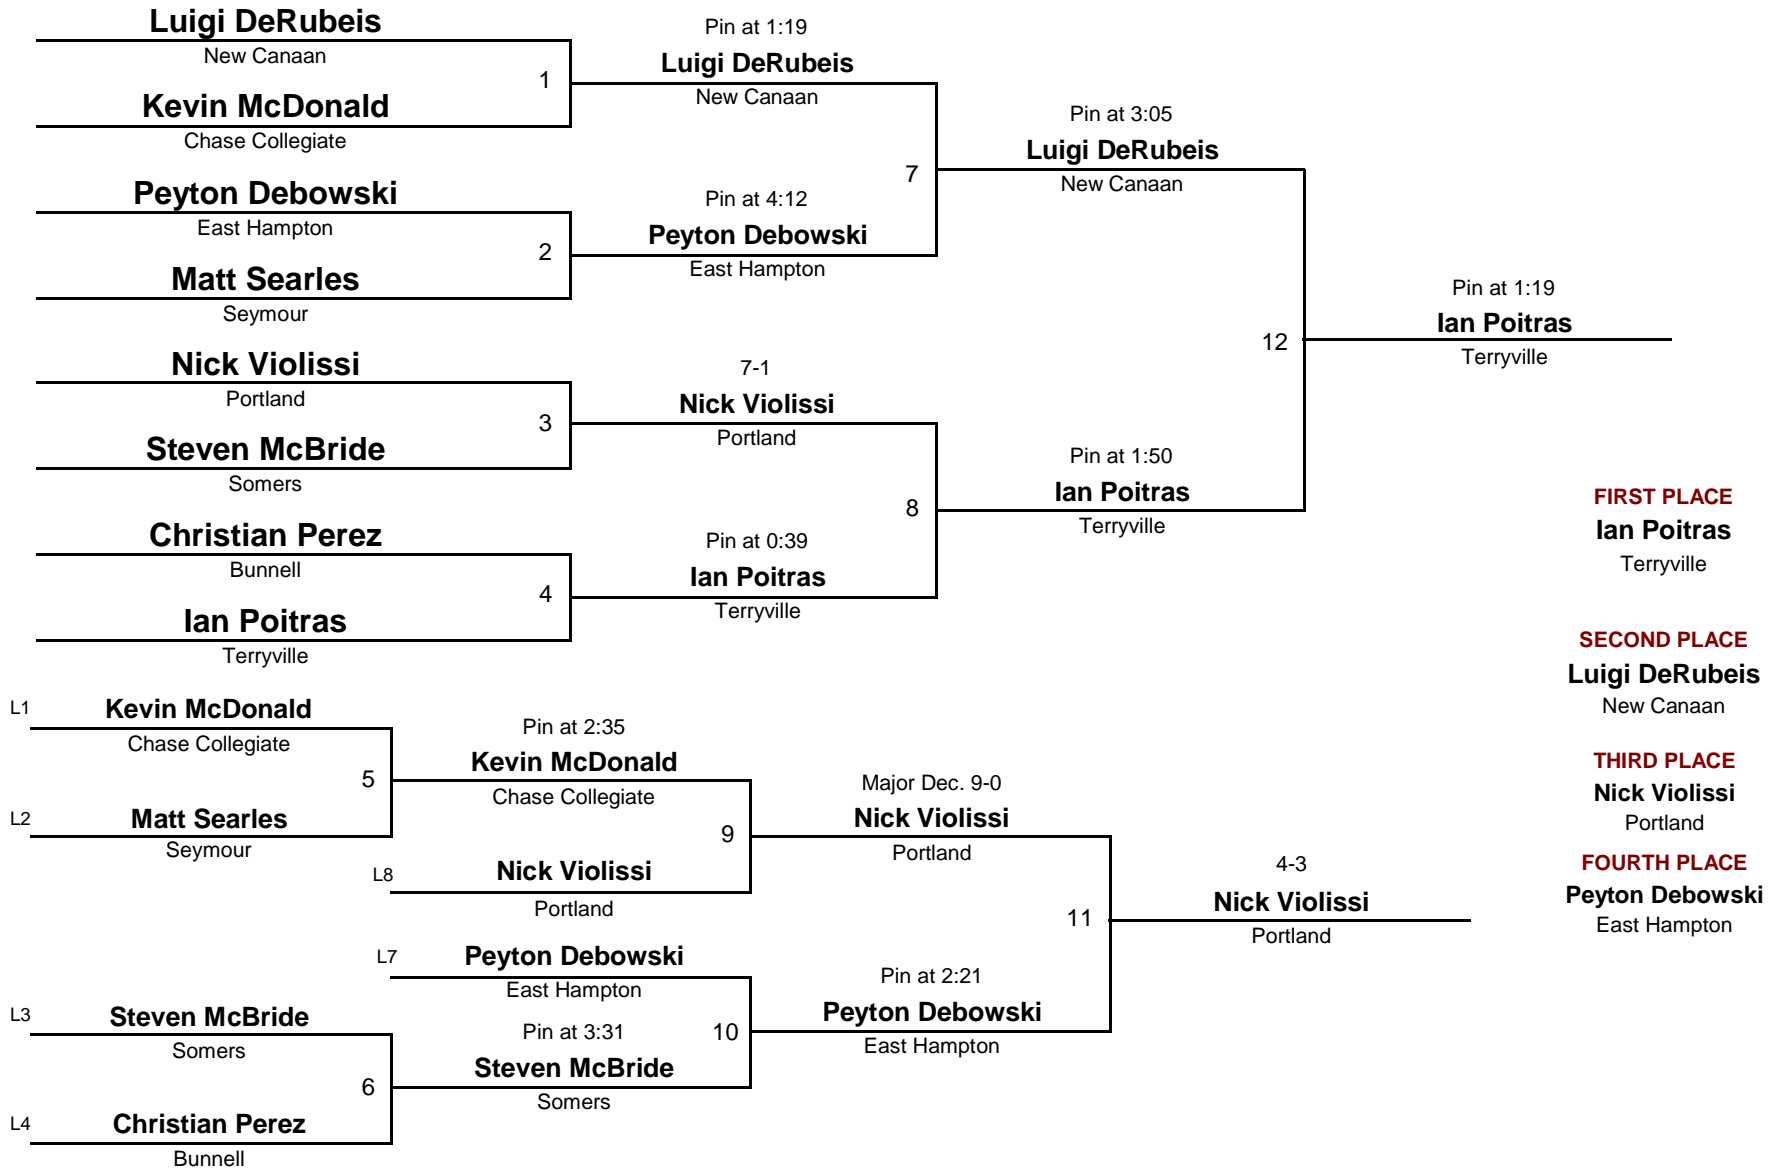 Luigi DeRubeis
New Canaan
1
Kevin McDonald
Chase Collegiate
Peyton Debowski
East Hampton
2
Matt Searles
Seymour
Nick Violissi
Portland
3
Steven McBride
Somers
Christian Perez
Bunnell
4
Ian Poitras
Terryville
Pin at 1:19
Luigi DeRubeis
New Canaan
7
Pin at 4:12
Peyton Debowski
East Hampton
7-1
Nick Violissi
Portland
8
Pin at 0:39
Ian Poitras
Terryville
Pin at 3:05
Luigi DeRubeis
New Canaan
12
Pin at 1:50
Ian Poitras
Terryville
Pin at 1:19
Ian Poitras
Terryville
FIRST PLACE
Ian Poitras
Terryville
SECOND PLACE
Luigi DeRubeis
New Canaan
THIRD PLACE
Nick Violissi
Portland
FOURTH PLACE
Peyton Debowski
East Hampton
L1
Kevin McDonald
Chase Collegiate
5
L2
Matt Searles
Seymour
L3
Steven McBride
Somers
6
L4
Christian Perez
Bunnell
Pin at 2:35
Kevin McDonald
Chase Collegiate
9
L8
Nick Violissi
Portland
L7
Peyton Debowski
East Hampton
10
Pin at 3:31
Steven McBride
Somers
Major Dec. 9-0
Nick Violissi
Portland
11
Pin at 2:21
Peyton Debowski
East Hampton
4-3
Nick Violissi
Portland